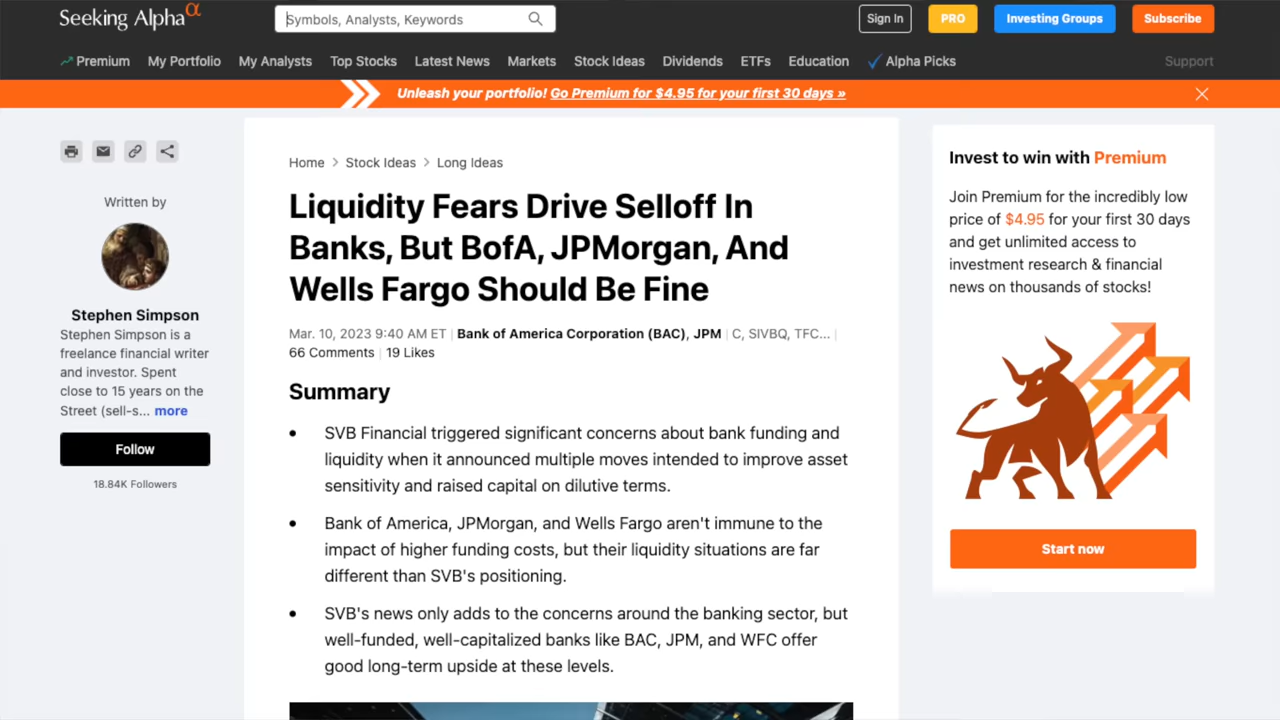 Seeking Alpha α
Symbols, Analysts, Keywords
Sign In
PRO
Investing Groups
Subscribe
Premium
My Portfolio
My Analysts
Top Stocks
Latest News
Markets
Stock Ideas
Dividends
ETFs
Education
Alpha Picks
Support
Unleash your portfolio! Go Premium for $4.95 for your first 30 days »
Written by
Stephen Simpson
Stephen Simpson is a
freelance financial writer
and investor. Spent
close to 15 years on the
Street (sell-s... more
Follow
18.84K Followers
Home > Stock Ideas > Long Ideas
Liquidity Fears Drive Selloff In
Banks, But BofA, JPMorgan, And
Wells Fargo Should Be Fine
Mar. 10, 2023 9:40 AM ET | Bank of America Corporation (BAC), JPM | C, SIVBQ, TFC... |
66 Comments | 19 Likes
Summary
• SVB Financial triggered significant concerns about bank funding and
liquidity when it announced multiple moves intended to improve asset
sensitivity and raised capital on dilutive terms.
• Bank of America, JPMorgan, and Wells Fargo aren't immune to the
impact of higher funding costs, but their liquidity situations are far
different than SVB's positioning.
• SVB's news only adds to the concerns around the banking sector, but
well-funded, well-capitalized banks like BAC, JPM, and WFC offer
good long-term upside at these levels.
Invest to win with Premium
Join Premium for the incredibly low
price of $4.95 for your first 30 days
and get unlimited access to
investment research & financial
news on thousands of stocks!
Start now